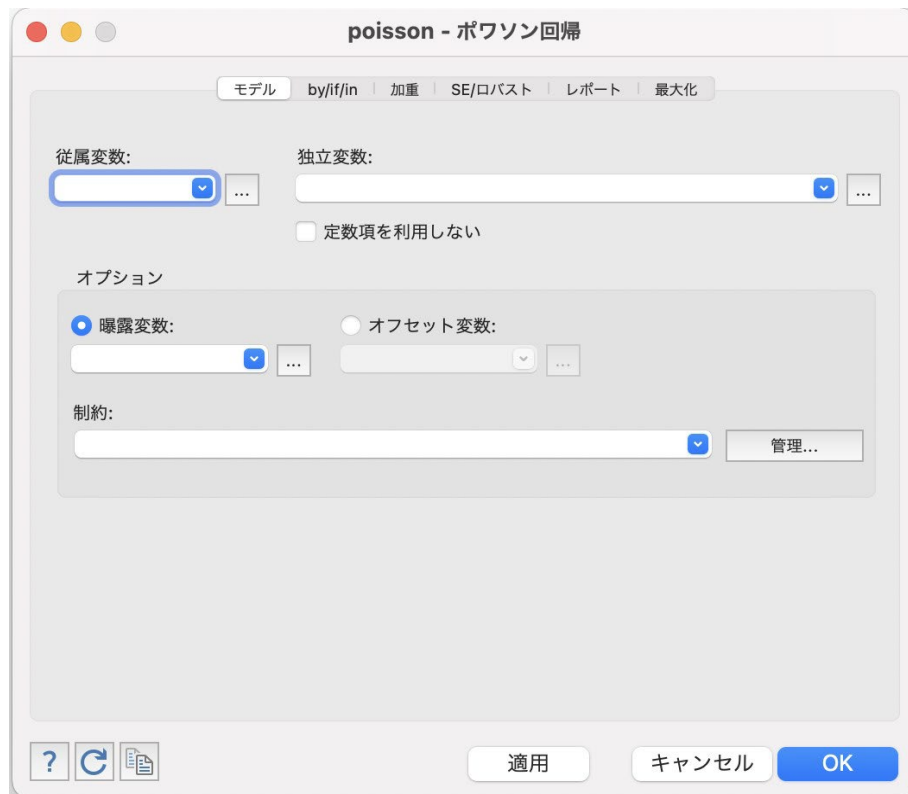 poisson - ポワソン回帰
モデル by/if/in 加重 SE/ロバスト レポート 最大化
従属変数: 独立変数:
... ...
定数項を利用しない
オプション
曝露変数: オフセット変数:
... ...
制約:
管理...
? 適用 キャンセル OK